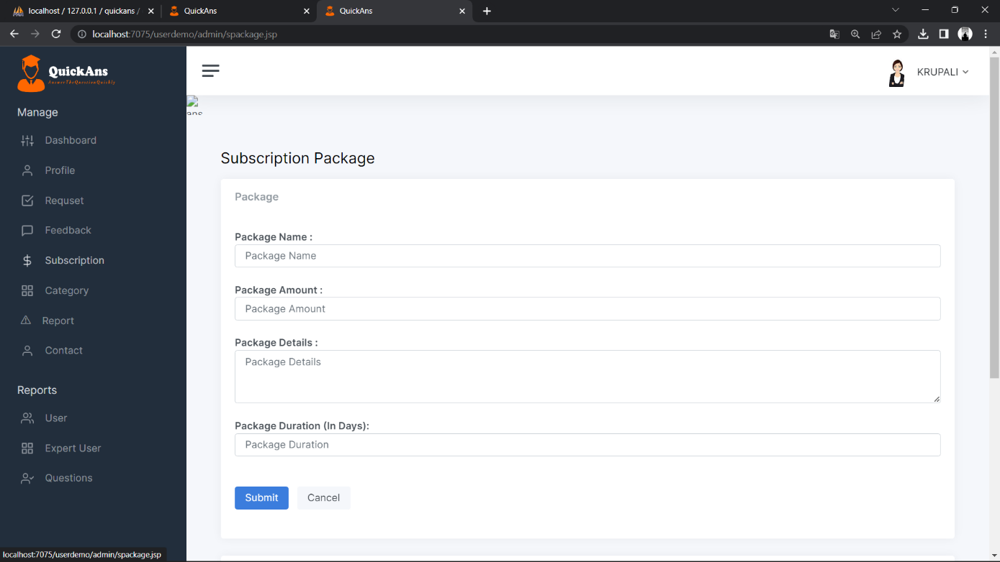 localhost / 127.0.0.1 / quickans /
QuickAns
QuickAns
localhost:7075/userdemo/admin/spackage.jsp
QuickAns
AnswerTheQuestionQuickly
KRUPALI
ans
Manage
Dashboard
Profile
Requset
Feedback
Subscription
Category
Report
Contact
Reports
User
Expert User
Questions
Subscription Package
Package
Package Name :
Package Name
Package Amount :
Package Amount
Package Details :
Package Details
Package Duration (In Days):
Package Duration
Submit Cancel
localhost:7075/userdemo/admin/spackage.jsp